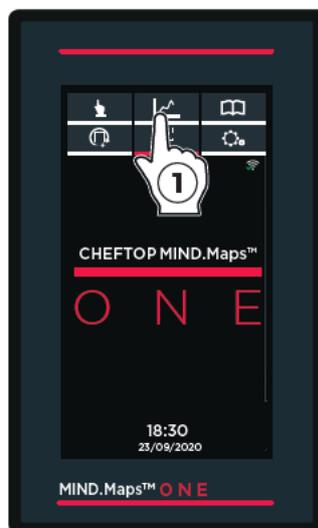 1
CHEFTOP MIND.Maps™
O N E
18:30
23/09/2020
MIND.Maps™ O N E